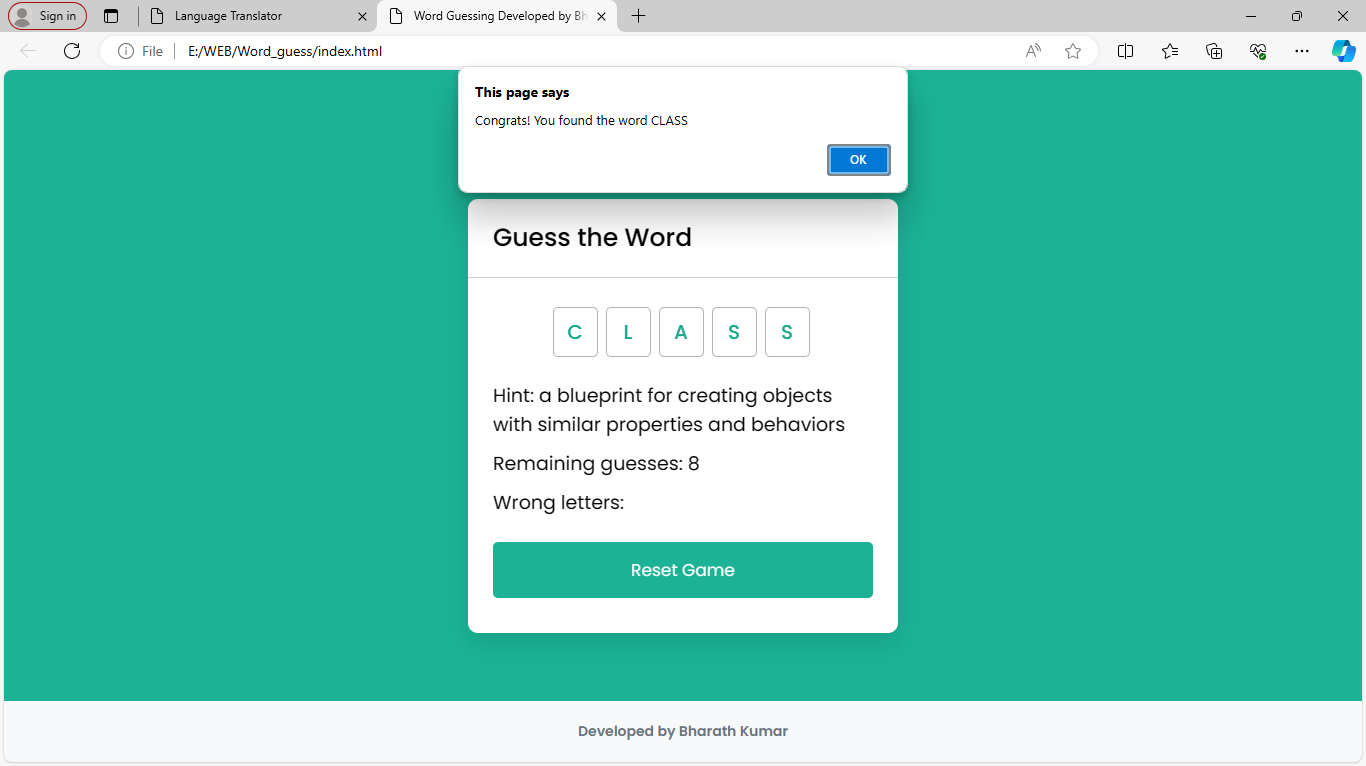 Sign in
Language Translator
Word Guessing Developed by Bh
File
E:/WEB/Word_guess/index.html
This page says
Congrats! You found the word CLASS
OK
Guess the Word
C L A S S
Hint: a blueprint for creating objects
with similar properties and behaviors
Remaining guesses: 8
Wrong letters:
Reset Game
Developed by Bharath Kumar